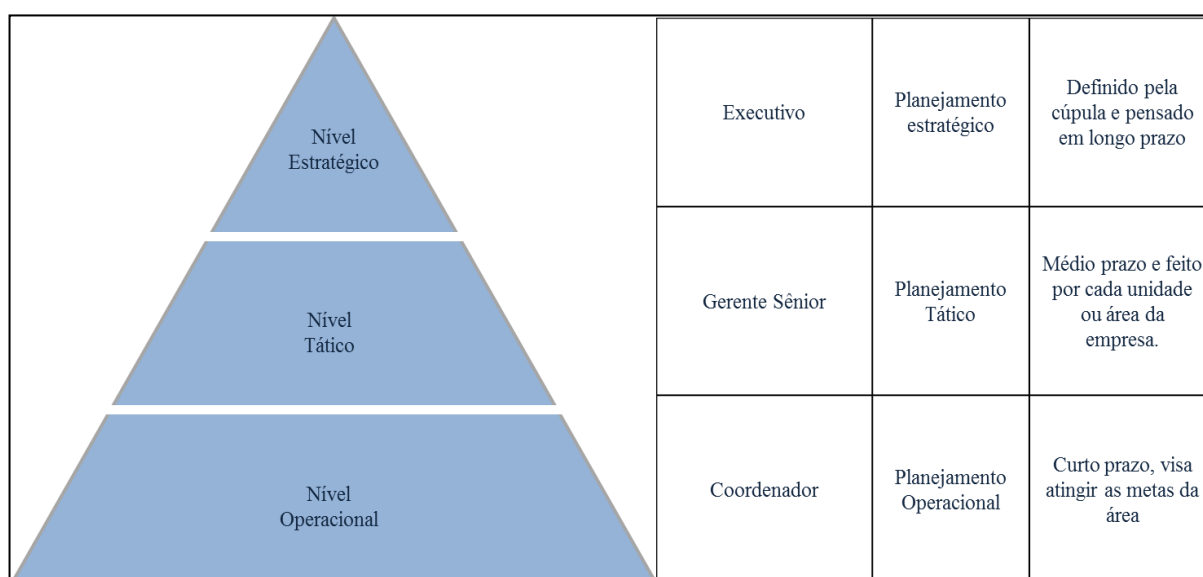 Nível
Estratégico
Executivo
Planejamento
estratégico
Definido pela
cúpula e pensado
em longo prazo
Nível
Tático
Gerente Sênior
Planejamento
Tático
Médio prazo e feito
por cada unidade
ou área da
empresa.
Nível
Operacional
Coordenador
Planejamento
Operacional
Curto prazo, visa
atingir as metas da
área